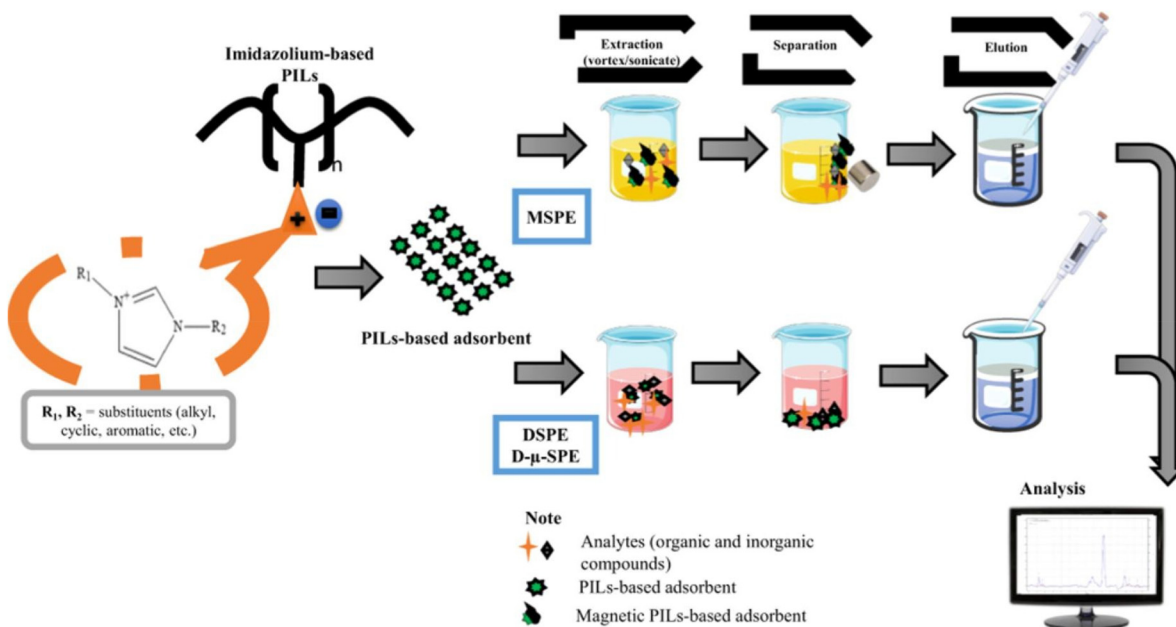 Imidazolium-based
PILs
n
Extraction
(vortex/sonicate)
Separation
Elution
R1
N+
N
R2
+
-
MSPE
PILs-based adsorbent
R1, R2 = substituents (alkyl,
cyclic, aromatic, etc.)
DSPE
D-μ-SPE
Note
Analytes (organic and inorganic
compounds)
PILs-based adsorbent
Magnetic PILs-based adsorbent
Analysis